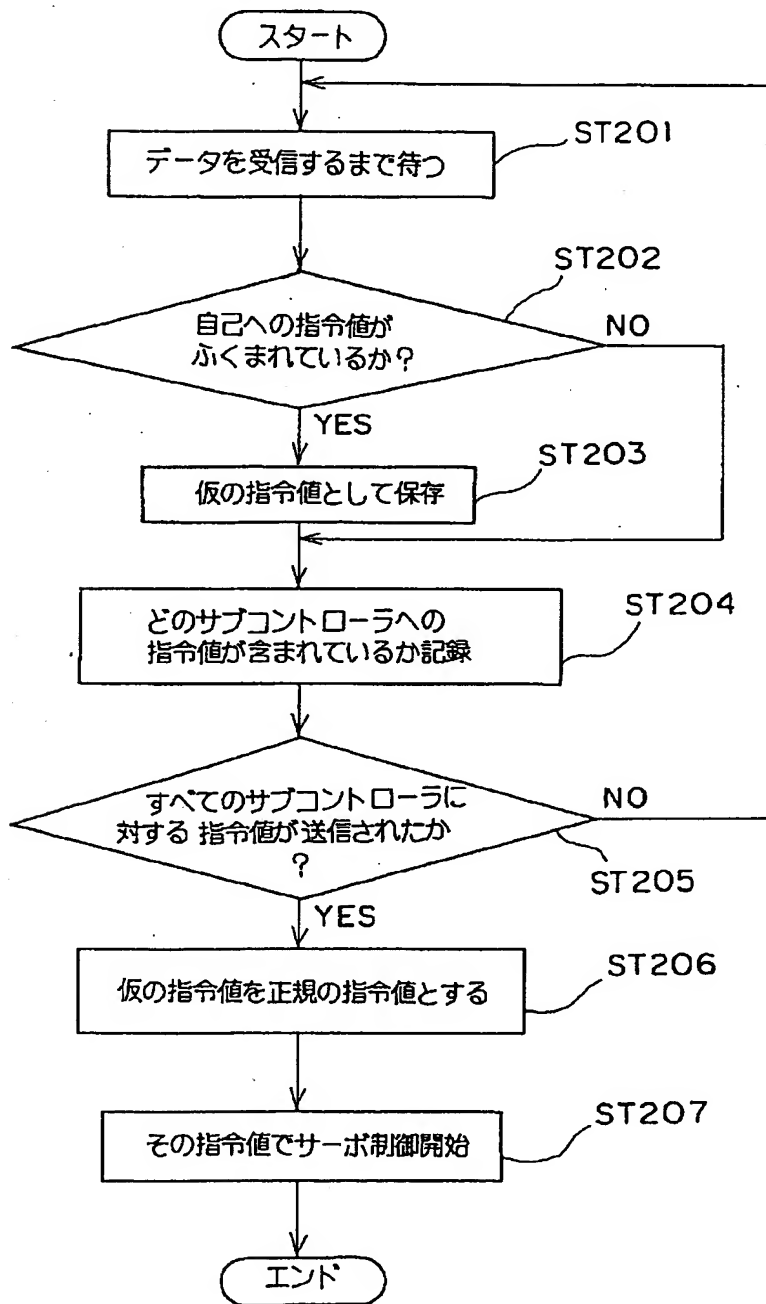 スタート
データを受信するまで待つ
ST201
ST202
自己への指令値が
ふくまれているか?
NO
YES
ST203
仮の指令値として保存
ST204
どのサブコントローラへの
指令値が含まれているか記録
すべてのサブコントローラに
対する 指令値が送信されたか
?
NO
ST205
YES
ST206
仮の指令値を正規の指令値とする
ST207
その指令値でサーボ制御開始
エンド